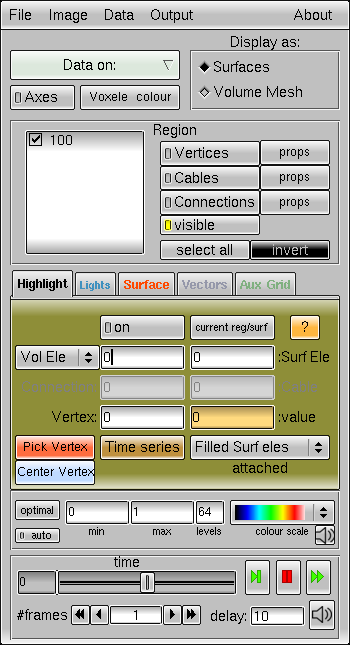 File Image Data Output About
Display as:
Data on:
Surfaces
Axes Voxele colour
Volume Mesh
Region
100
Vertices props
Cables props
Connections props
visible
select all invert
Highlight Lights Surface Vectors Aux Grid
on current reg/surf ?
Vol Ele 0 0 :Surf Ele
Connection 0 0 :Cable
Vertex: 0 0 :value
Pick Vertex Time series Filled Surf eles
Center Vertex attached
optimal 0 1 64
auto min max levels colour scale
time
0
#frames 1 delay: 10